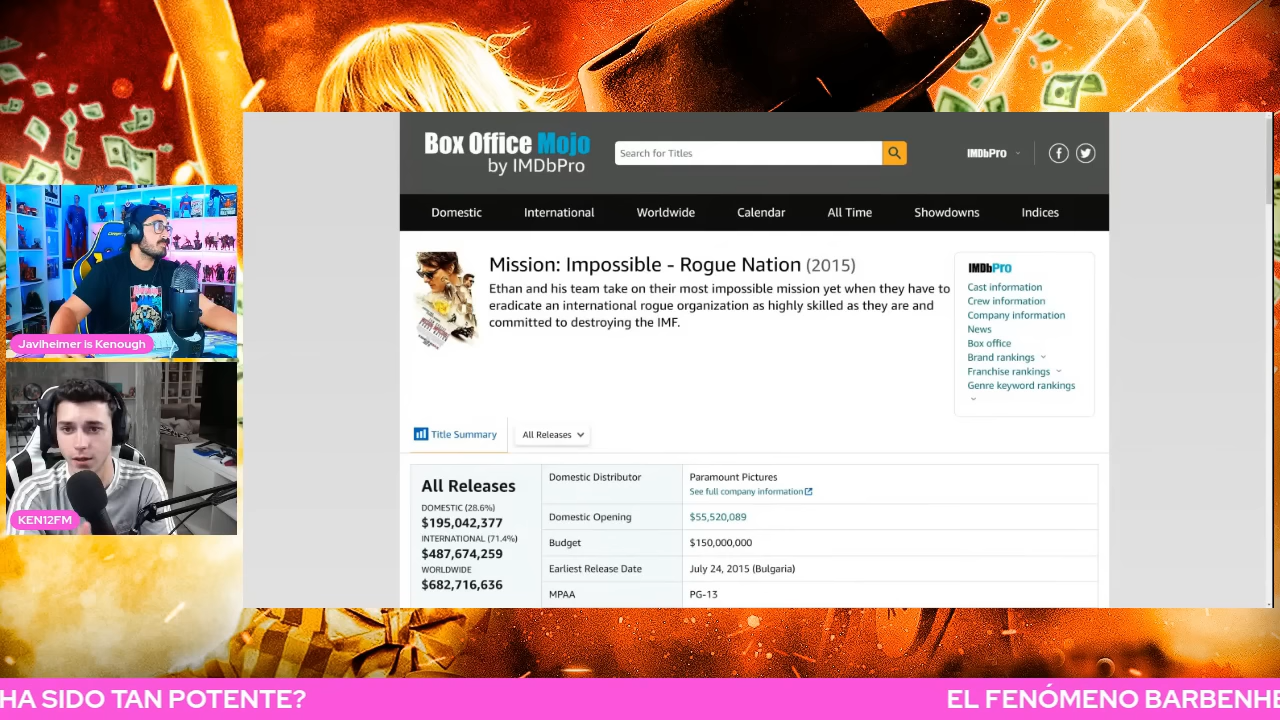 Box Office Mojo
by IMDbPro
Search for Titles
IMDbPro
Domestic International Worldwide Calendar All Time Showdowns Indices
Mission: Impossible - Rogue Nation (2015)
Ethan and his team take on their most impossible mission yet when they have to
eradicate an international rogue organization as highly skilled as they are and
committed to destroying the IMF.
IMDbPro
Cast information
Crew information
Company information
News
Box office
Brand rankings
Franchise rankings
Genre keyword rankings
Title Summary
All Releases
All Releases
DOMESTIC (28.6%)
$195,042,377
INTERNATIONAL (71.4%)
$487,674,259
WORLDWIDE
$682,716,636
Domestic Distributor Paramount Pictures
See full company information
Domestic Opening $55,520,089
Budget $150,000,000
Earliest Release Date July 24, 2015 (Bulgaria)
MPAA PG-13
Javiheimer is Kenough
KEN12FM
HA SIDO TAN POTENTE? EL FENÓMENO BARBENHE